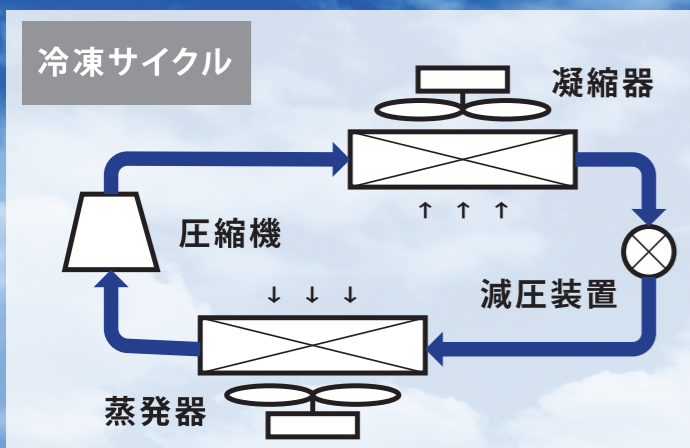 冷凍サイクル
凝縮器
圧縮機
減圧装置
蒸発器